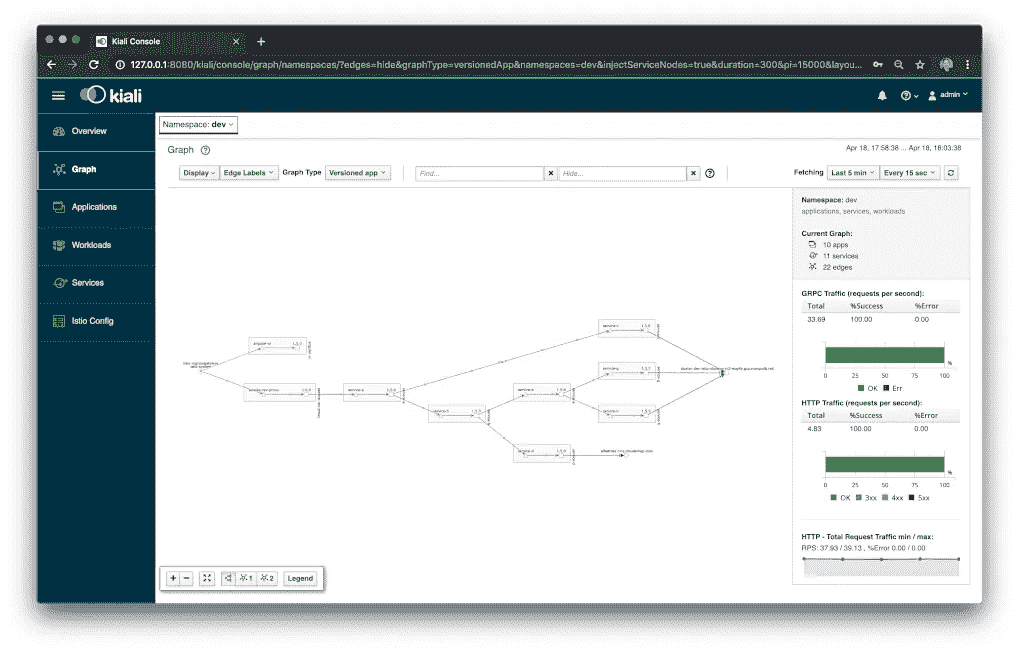 Kiali Console
127.0.0.1:8080/kiali/console/graph/namespaces/?edges=hide&graphType=versionedApp&namespaces=dev&injectServiceNodes=true&duration=300&pi=15000&layou...
kiali
admin
Overview
Graph
Applications
Workloads
Services
Istio Config
Namespace: dev
Graph
Apr 18, 17:58:38 ... Apr 18, 18:03:38
Display
Edge Labels
Graph Type
Versioned app
Find...
Hide...
Fetching
Last 5 min
Every 15 sec
Namespace: dev
applications, services, workloads
Current Graph:
10 apps
11 services
22 edges
GRPC Traffic (requests per second):
Total %Success %Error
33.69 100.00 0.00
%
0 25 50 75 100
OK Err
HTTP Traffic (requests per second):
Total %Success %Error
4.83 100.00 0.00
%
0 25 50 75 100
OK 3xx 4xx 5xx
HTTP - Total Request Traffic min / max:
RPS: 37.93 / 39.13 , %Error 0.00 / 0.00
1
2
Legend